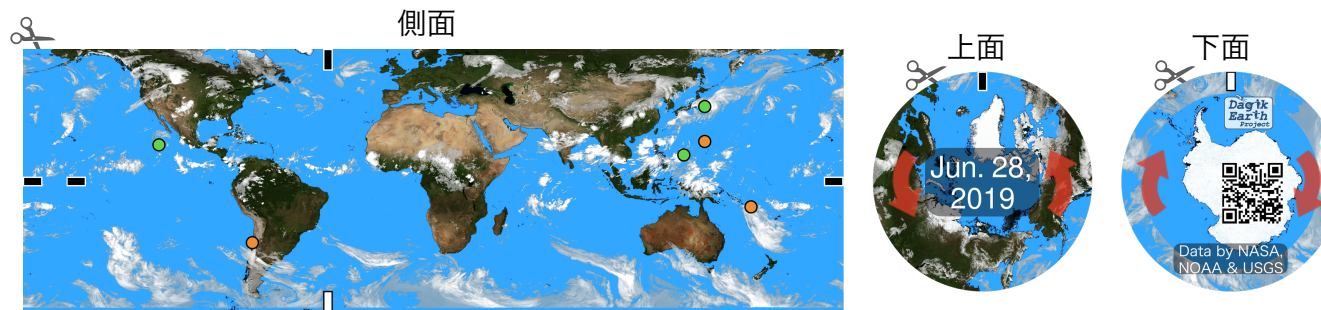 側面
上面
下面
Jun. 28,
2019
Dagik
Earth
Project
Data by NASA,
NOAA & USGS